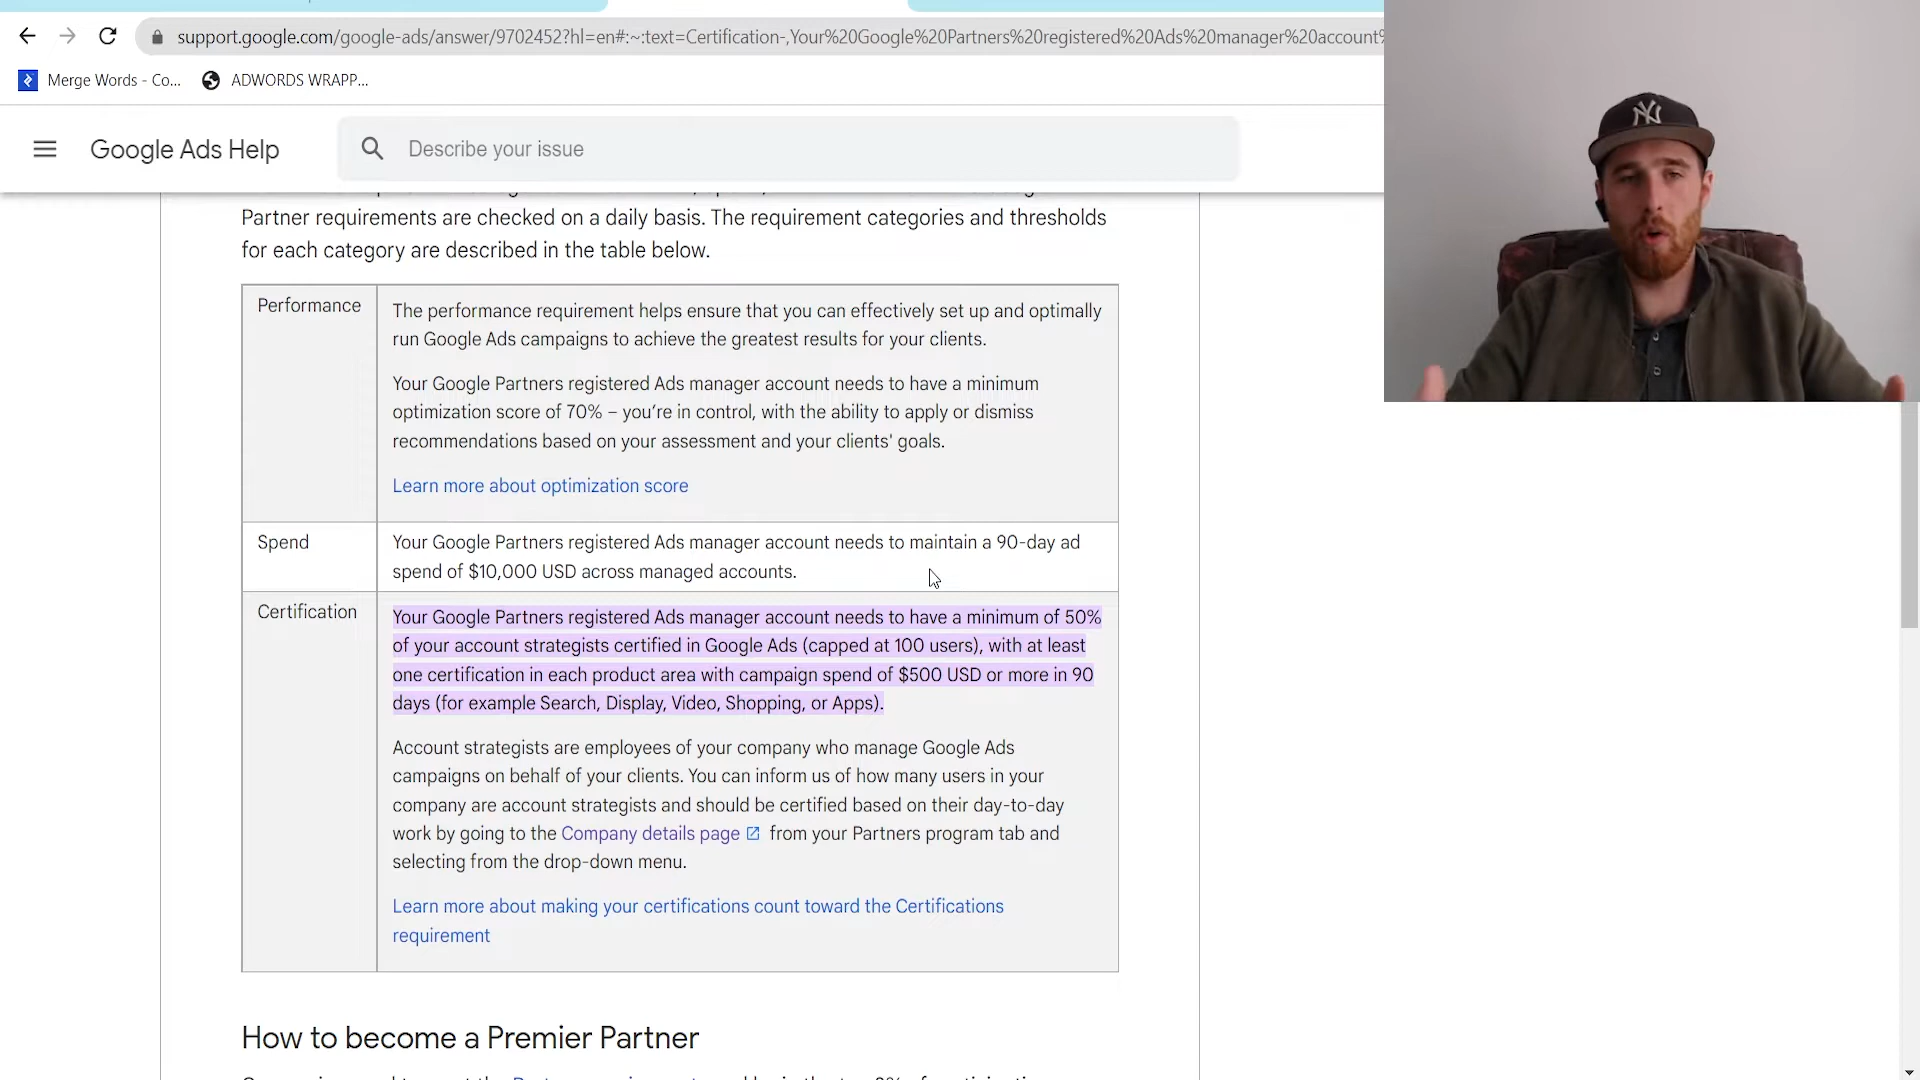 support.google.com/google-ads/answer/9702452?hl=en#:~:text=Certification-,Your%20Google%20Partners%20registered%20Ads%20manager%20account%
Merge Words - Co...
ADWORDS WRAPP...
Google Ads Help
Describe your issue
Partner requirements are checked on a daily basis. The requirement categories and thresholds
for each category are described in the table below.
Performance
The performance requirement helps ensure that you can effectively set up and optimally
run Google Ads campaigns to achieve the greatest results for your clients.
Your Google Partners registered Ads manager account needs to have a minimum
optimization score of 70% – you’re in control, with the ability to apply or dismiss
recommendations based on your assessment and your clients' goals.
Learn more about optimization score
Spend
Your Google Partners registered Ads manager account needs to maintain a 90-day ad
spend of $10,000 USD across managed accounts.
Certification
Your Google Partners registered Ads manager account needs to have a minimum of 50%
of your account strategists certified in Google Ads (capped at 100 users), with at least
one certification in each product area with campaign spend of $500 USD or more in 90
days (for example Search, Display, Video, Shopping, or Apps).
Account strategists are employees of your company who manage Google Ads
campaigns on behalf of your clients. You can inform us of how many users in your
company are account strategists and should be certified based on their day-to-day
work by going to the Company details page from your Partners program tab and
selecting from the drop-down menu.
Learn more about making your certifications count toward the Certifications
requirement
How to become a Premier Partner
NY